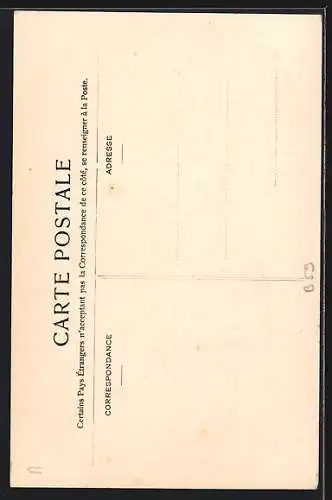 CARTE POSTALE
Certains Pays Étrangers n'acceptant pas la Correspondance de ce côté, se renseigner à la Poste.
CORRESPONDANCE
ADRESSE